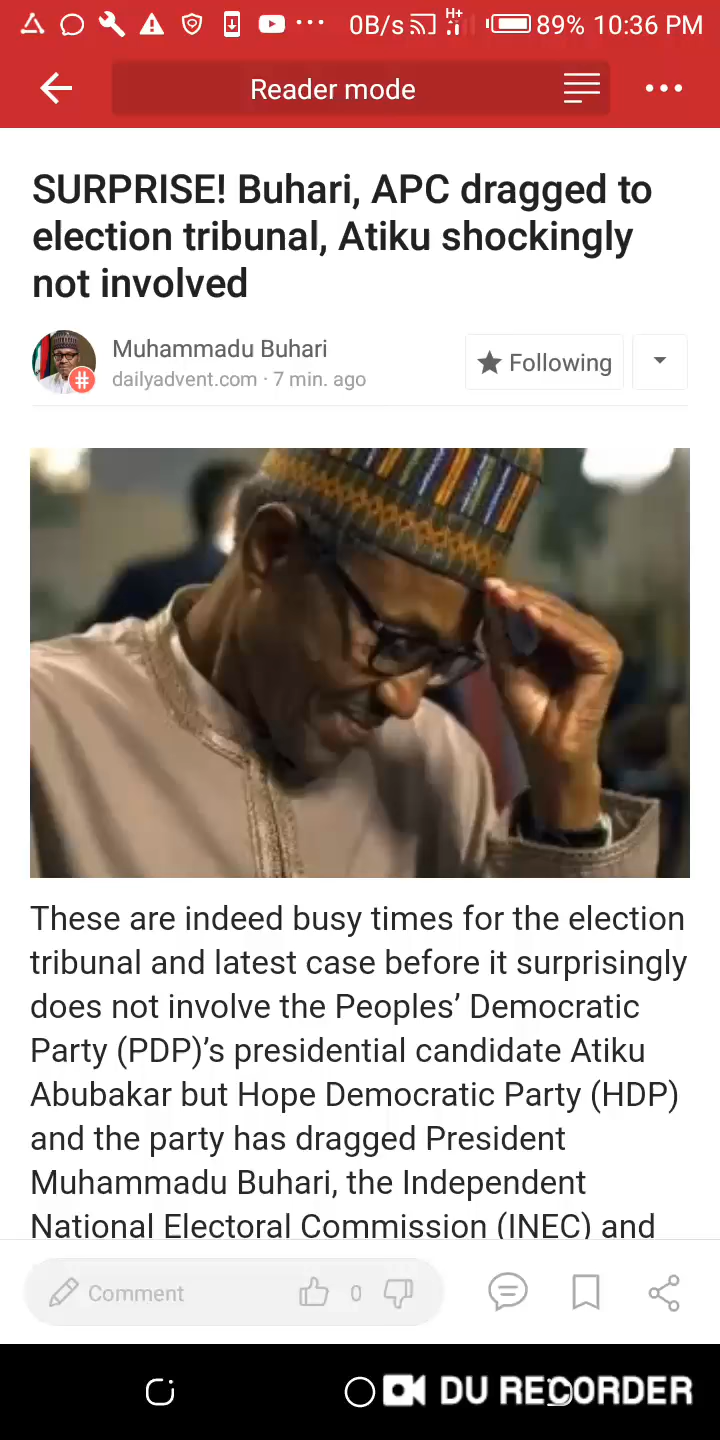 0B/s H+ 89% 10:36 PM
Reader mode
SURPRISE! Buhari, APC dragged to
election tribunal, Atiku shockingly
not involved
Muhammadu Buhari
dailyadvent.com · 7 min. ago
Following
#
These are indeed busy times for the election
tribunal and latest case before it surprisingly
does not involve the Peoples’ Democratic
Party (PDP)’s presidential candidate Atiku
Abubakar but Hope Democratic Party (HDP)
and the party has dragged President
Muhammadu Buhari, the Independent
National Electoral Commission (INEC) and
Comment 0
DU RECORDER